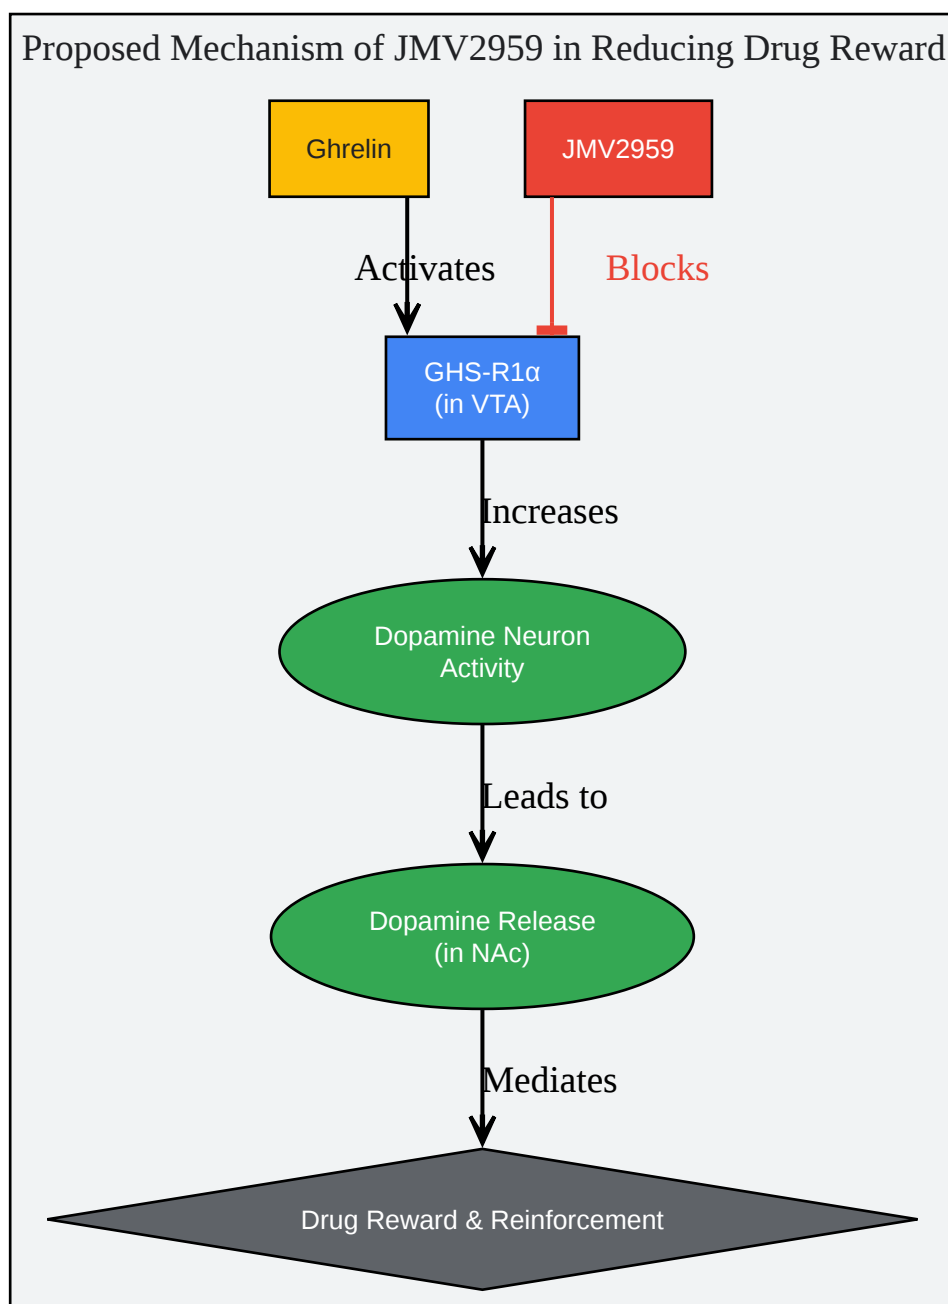 Proposed Mechanism of JMV2959 in Reducing Drug Reward
Ghrelin
JMV2959
Activates
Blocks
GHS-R1α
(in VTA)
Increases
Dopamine Neuron
Activity
Leads to
Dopamine Release
(in NAc)
Mediates
Drug Reward & Reinforcement